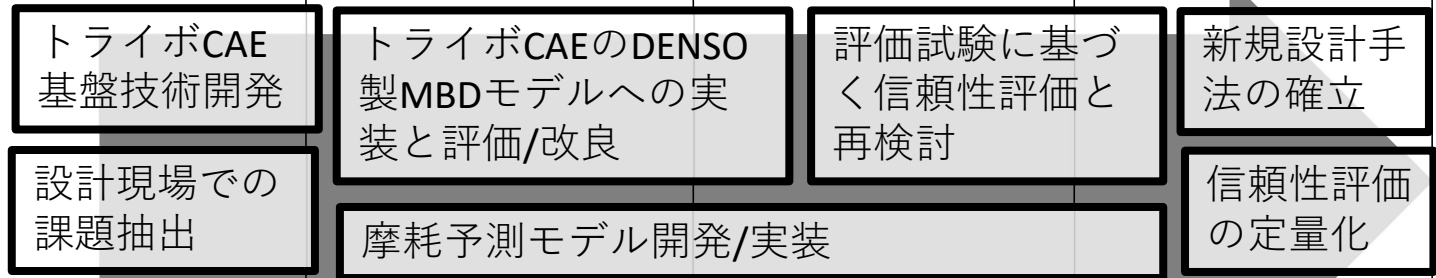 トライボCAE
基盤技術開発
設計現場での
課題抽出
トライボCAEのDENSO
製MBDモデルへの実
装と評価/改良
評価試験に基づ
く信頼性評価と
再検討
摩耗予測モデル開発/実装
新規設計手
法の確立
信頼性評価
の定量化